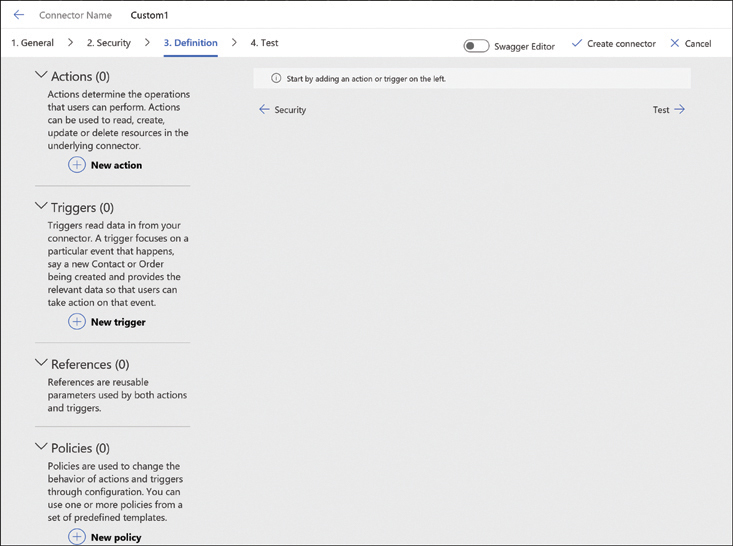 Connector Name Custom1
1. General 2. Security 3. Definition 4. Test Swagger Editor Create connector Cancel
Actions (0)
Actions determine the operations
that users can perform. Actions
can be used to read, create,
update or delete resources in the
underlying connector.
New action
Triggers (0)
Triggers read data in from your
connector. A trigger focuses on a
particular event that happens,
say a new Contact or Order
being created and provides the
relevant data so that users can
take action on that event.
New trigger
References (0)
References are reusable
parameters used by both actions
and triggers.
Policies (0)
Policies are used to change the
behavior of actions and triggers
through configuration. You can
use one or more policies from a
set of predefined templates.
New policy
Start by adding an action or trigger on the left.
Security Test